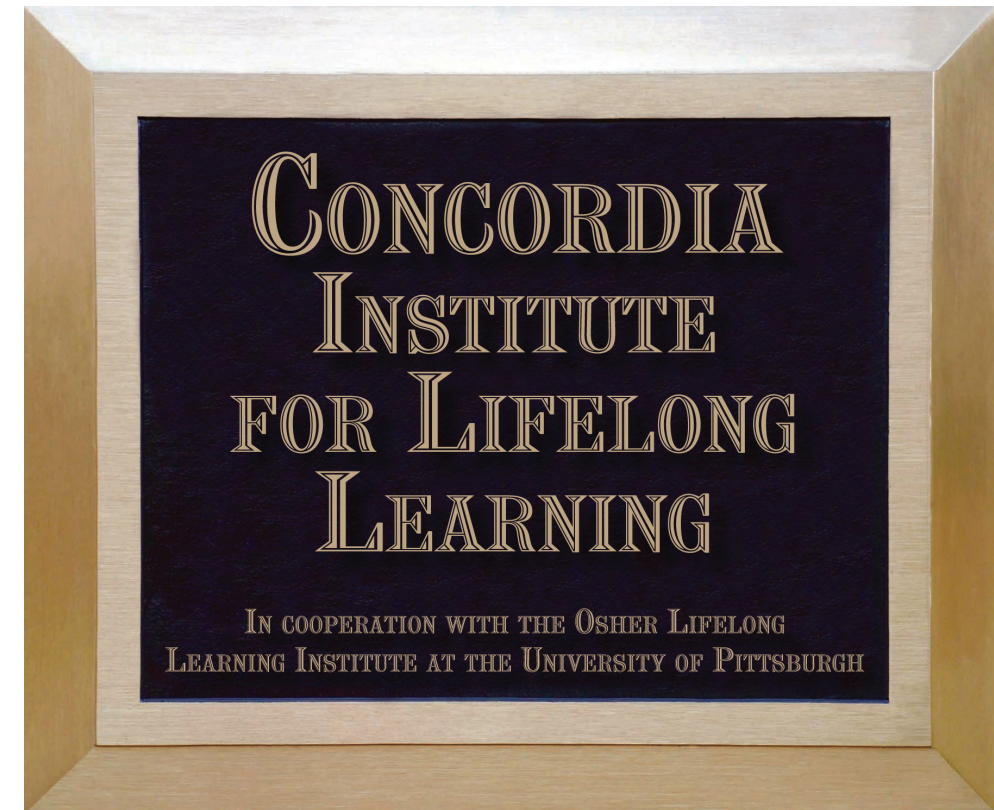 Concordia
Institute
for Lifelong
Learning
In cooperation with the Osher Lifelong
Learning Institute at the University of Pittsburgh